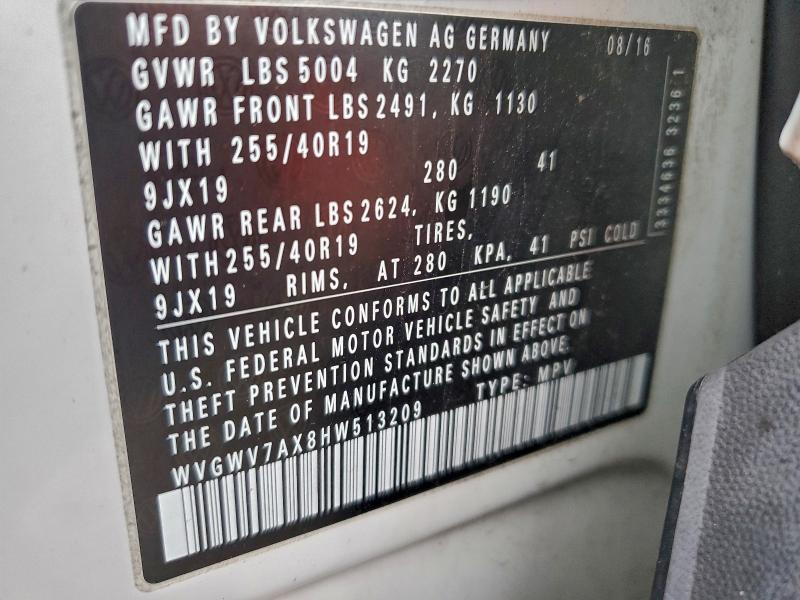 MFD BY VOLKSWAGEN AG GERMANY 08/16
GVWR LBS 5004 KG 2270
GAWR FRONT LBS 2491, KG 1130
WITH 255/40R19
9JX19 280 41
GAWR REAR LBS 2624, KG 1190
WITH 255/40R19 TIRES,
9JX19 RIMS, AT 280 KPA, 41 PSI COLD
THIS VEHICLE CONFORMS TO ALL APPLICABLE
U.S. FEDERAL MOTOR VEHICLE SAFETY AND
THEFT PREVENTION STANDARDS IN EFFECT ON
THE DATE OF MANUFACTURE SHOWN ABOVE.
WVGWV7AX8HW513209 TYPE: MPV
3334636 3236 1